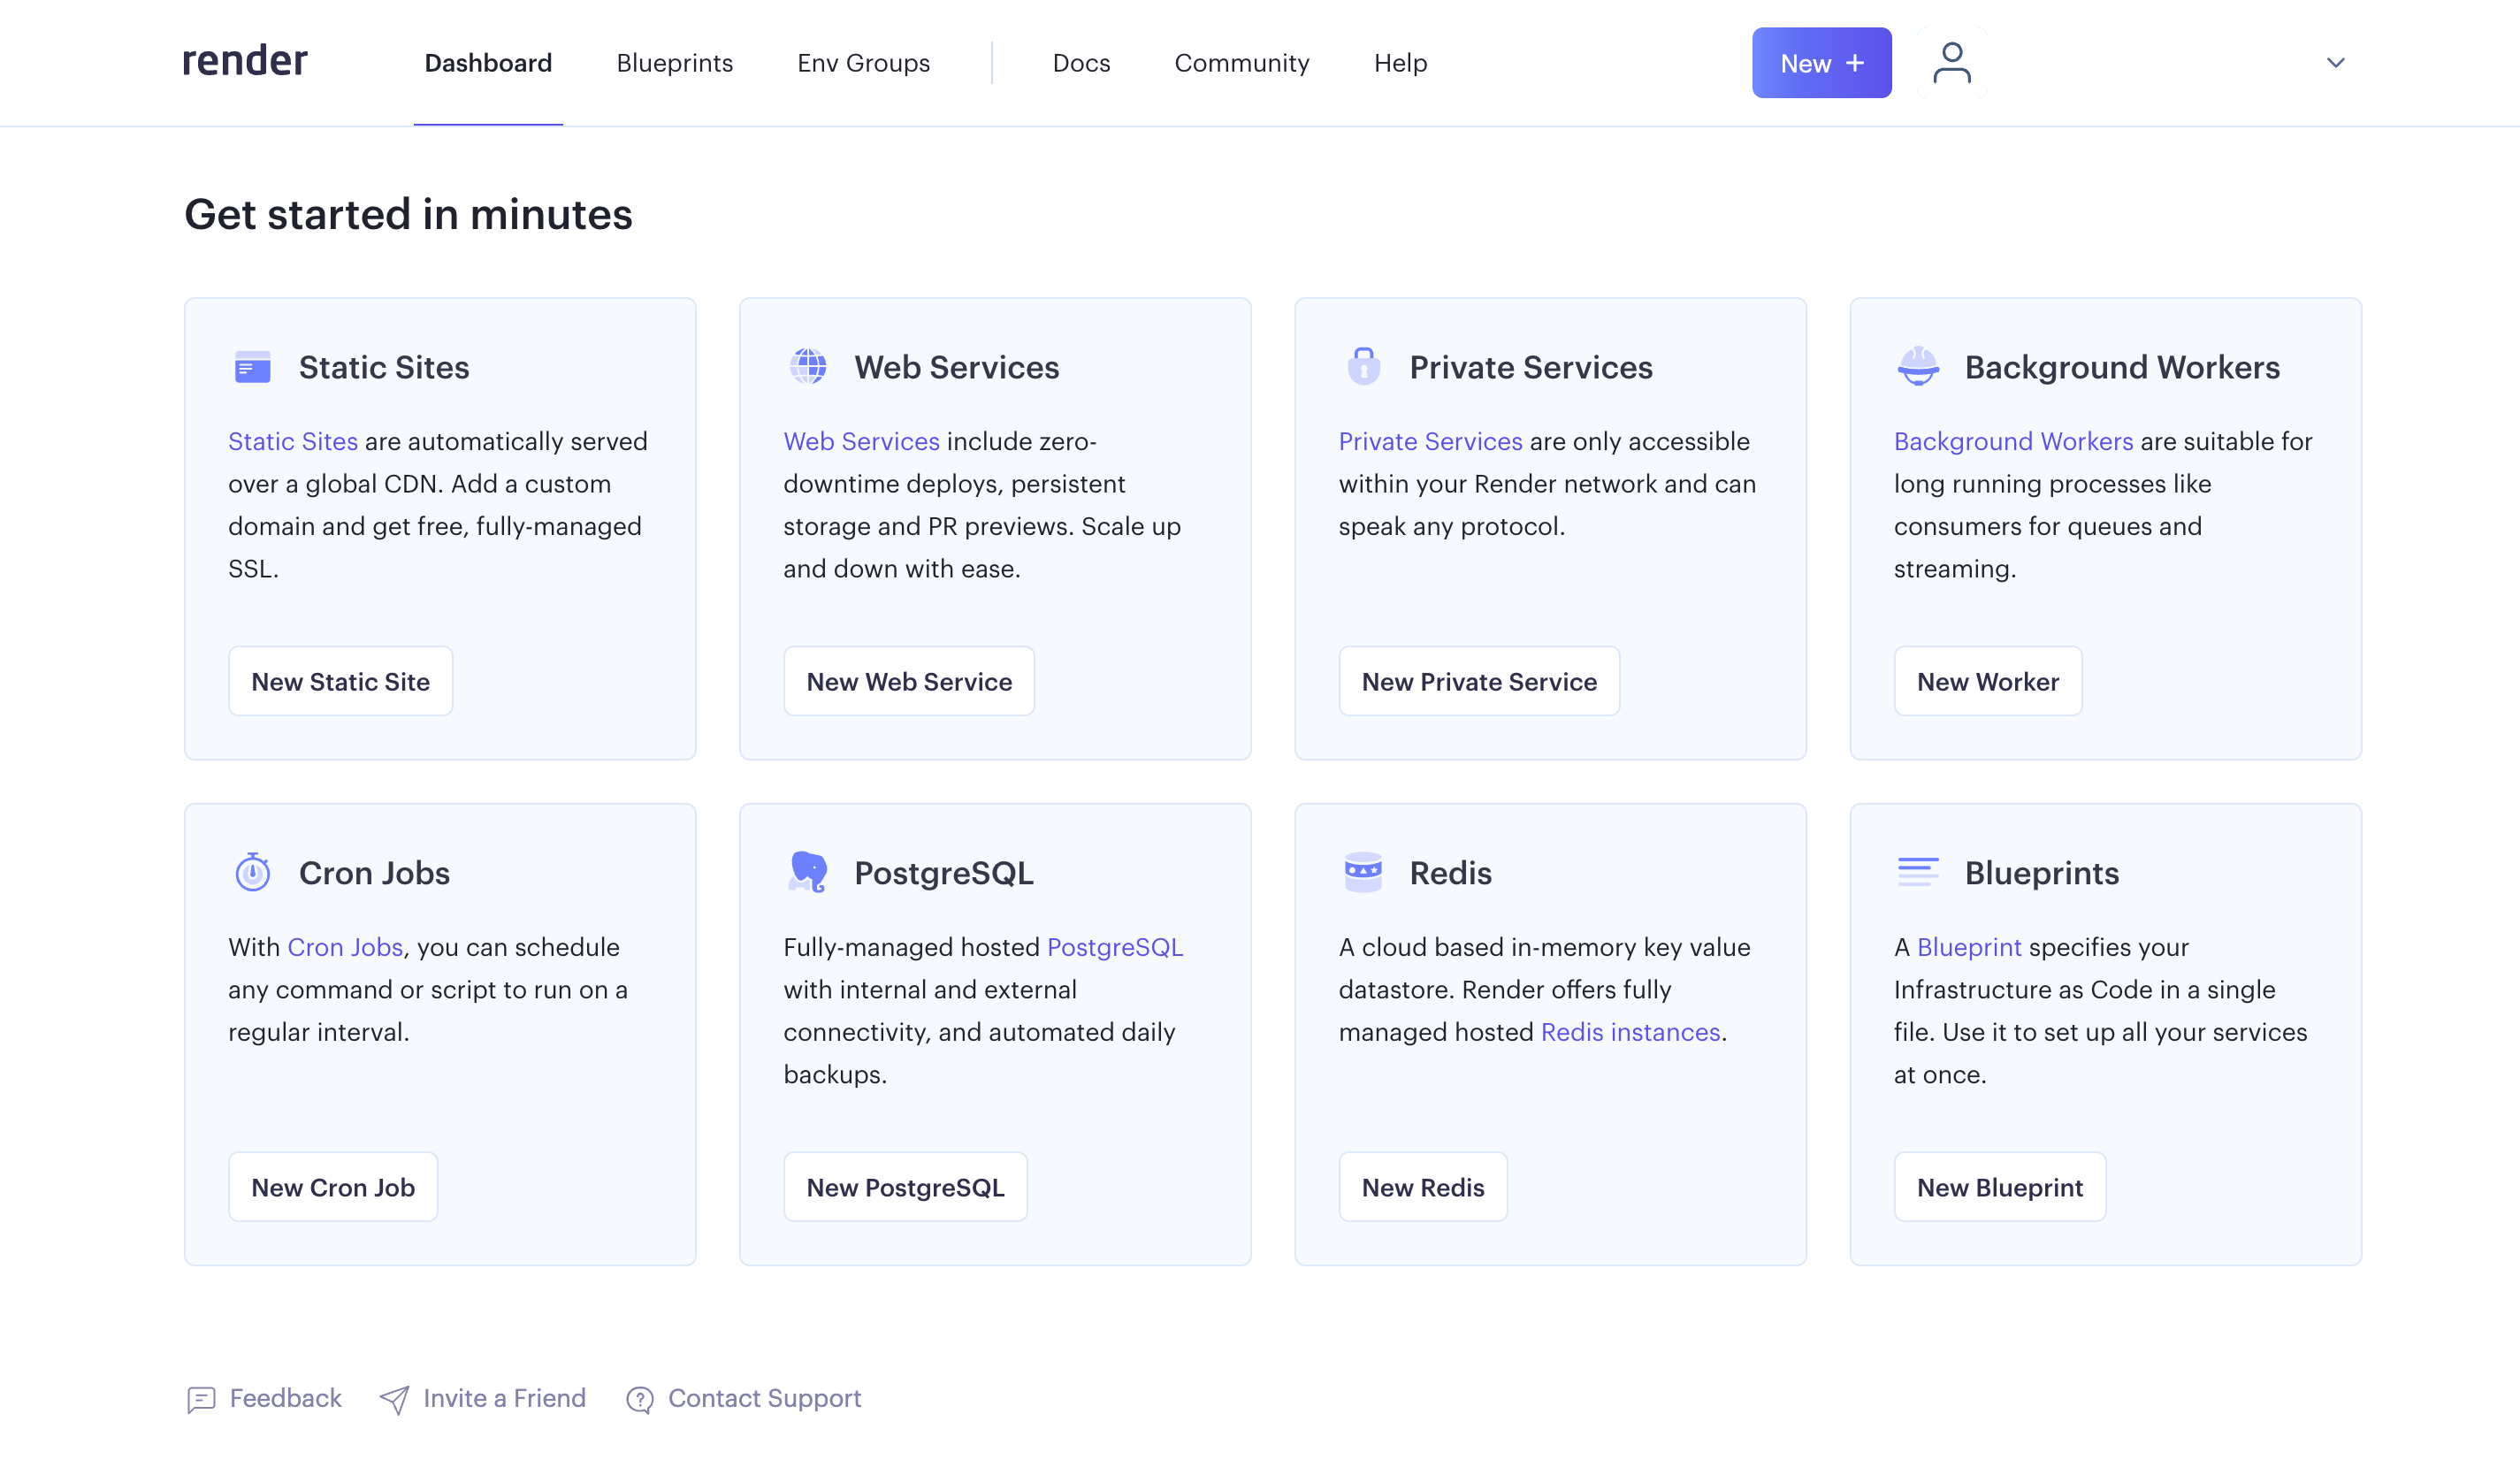 render
Dashboard
Blueprints
Env Groups
Docs
Community
Help
New +
Get started in minutes
Static Sites
Static Sites are automatically served
over a global CDN. Add a custom
domain and get free, fully-managed
SSL.
New Static Site
Web Services
Web Services include zero-
downtime deploys, persistent
storage and PR previews. Scale up
and down with ease.
New Web Service
Private Services
Private Services are only accessible
within your Render network and can
speak any protocol.
New Private Service
Background Workers
Background Workers are suitable for
long running processes like
consumers for queues and
streaming.
New Worker
Cron Jobs
With Cron Jobs, you can schedule
any command or script to run on a
regular interval.
New Cron Job
PostgreSQL
Fully-managed hosted PostgreSQL
with internal and external
connectivity, and automated daily
backups.
New PostgreSQL
Redis
A cloud based in-memory key value
datastore. Render offers fully
managed hosted Redis instances.
New Redis
Blueprints
A Blueprint specifies your
Infrastructure as Code in a single
file. Use it to set up all your services
at once.
New Blueprint
Feedback
Invite a Friend
Contact Support